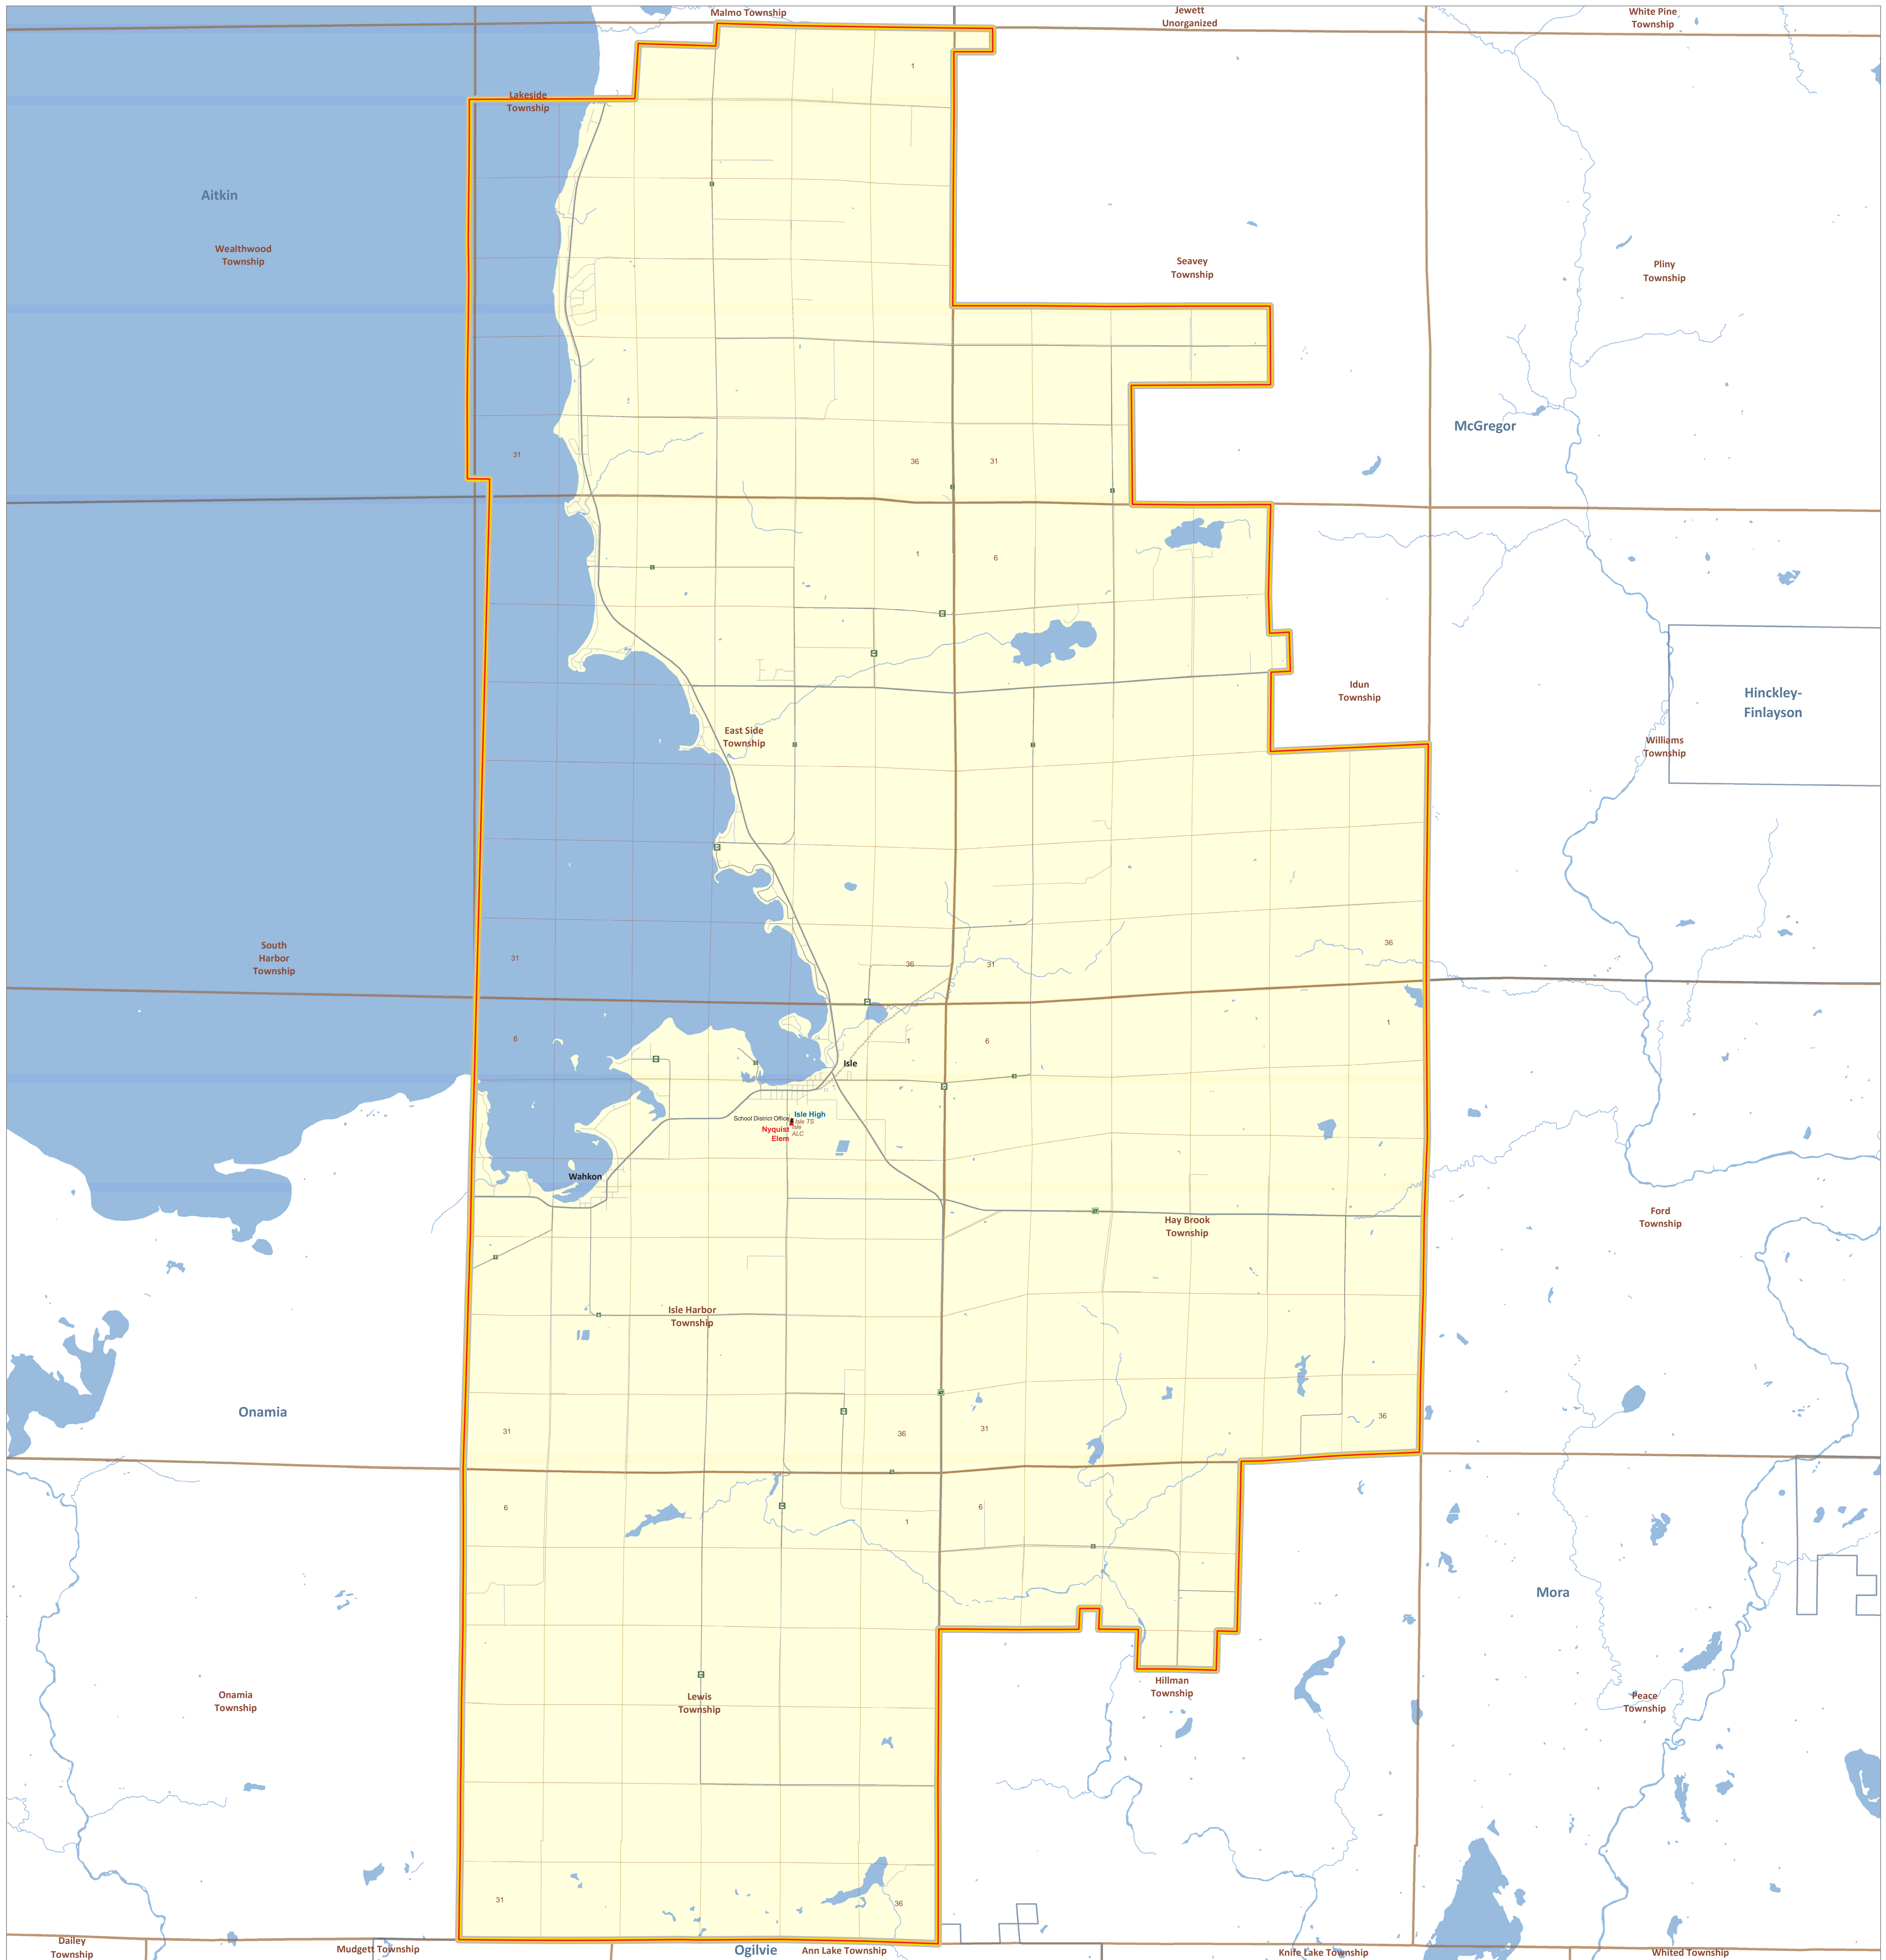 Malmo Township
Jewett
Unorganized
White Pine
Township
1
Lakeside
Township
Aitkin
Wealthwood
Township
Seavey
Township
Pliny
Township
McGregor
31
36
31
1
6
Idun
Township
Hinckley-
Finlayson
East Side
Township
Williams
Township
South
Harbor
Township
31
36
31
36
6
1
6
1
Isle
School District Office
Isle High
Isle TS
Nyquist
Elem
Isle
ALC
Wahkon
Hay Brook
Township
Ford
Township
Isle Harbor
Township
Onamia
31
36
31
36
6
1
6
Mora
Onamia
Township
Lewis
Township
Hillman
Township
Peace
Township
31
36
Dailey
Township
Mudgett Township
Ogilvie
Ann Lake Township
Knife Lake Township
Whited Township